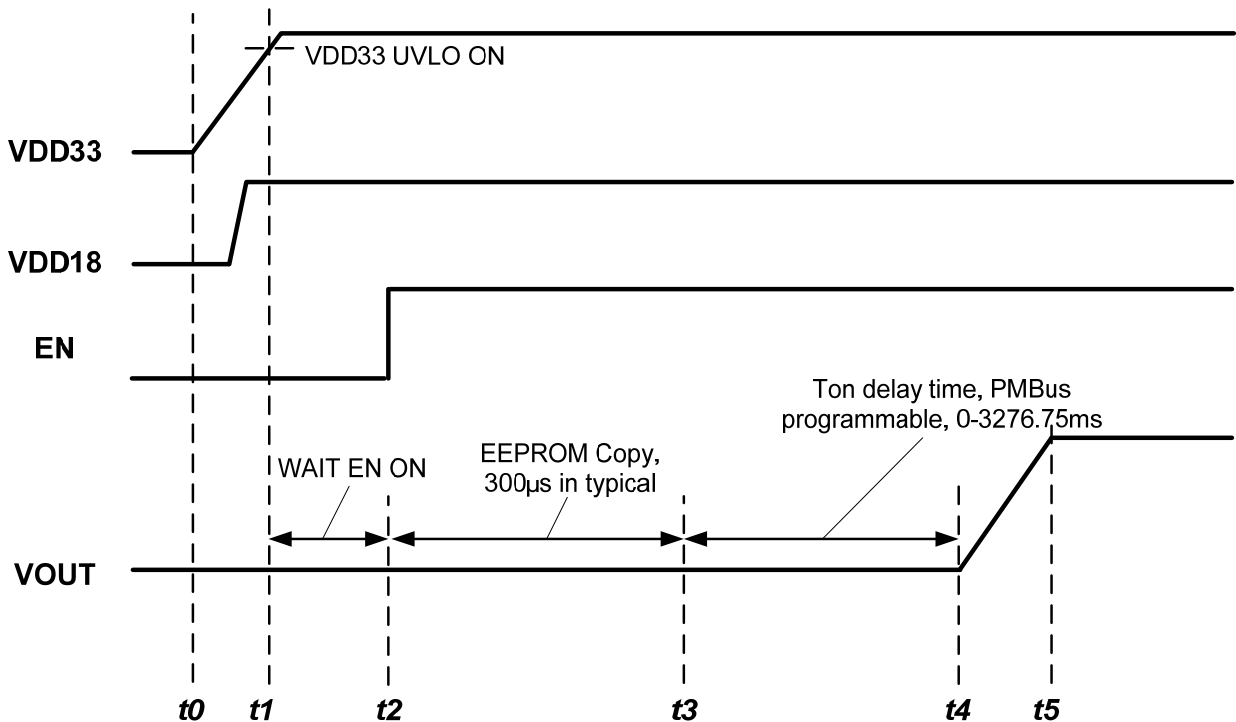 VDD33 UVLO ON
VDD33
VDD18
EN
Ton delay time, PMBus
programmable, 0-3276.75ms
EEPROM Copy,
300µs in typical
WAIT EN ON
VOUT
t0 t1 t2 t3 t4 t5